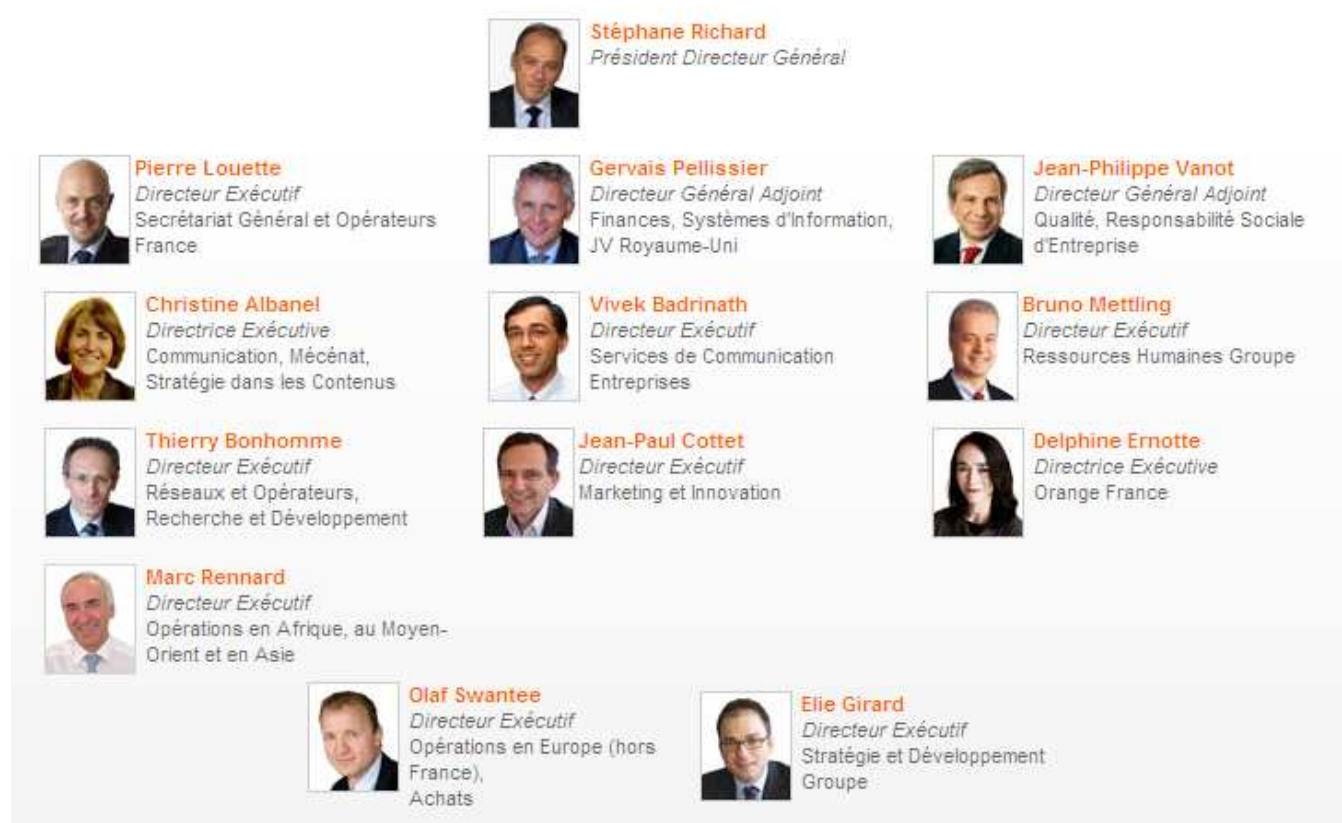 Stéphane Richard
Président Directeur Général
Pierre Louette
Directeur Exécutif
Secrétariat Général et Opérateurs
France
Gervais Pellissier
Directeur Général Adjoint
Finances, Systèmes d'Information,
JV Royaume-Uni
Jean-Philippe Vanot
Directeur Général Adjoint
Qualité, Responsabilité Sociale
d'Entreprise
Christine Albanel
Directrice Exécutive
Communication, Mécénat,
Stratégie dans les Contenus
Vivek Badrinath
Directeur Exécutif
Services de Communication
Entreprises
Bruno Mettling
Directeur Exécutif
Ressources Humaines Groupe
Thierry Bonhomme
Directeur Exécutif
Réseaux et Opérateurs,
Recherche et Développement
Jean-Paul Cottet
Directeur Exécutif
Marketing et Innovation
Delphine Ernotte
Directrice Exécutive
Orange France
Marc Rennard
Directeur Exécutif
Opérations en Afrique, au Moyen-
Orient et en Asie
Olaf Swantee
Directeur Exécutif
Opérations en Europe (hors
France),
Achats
Elie Girard
Directeur Exécutif
Stratégie et Développement
Groupe